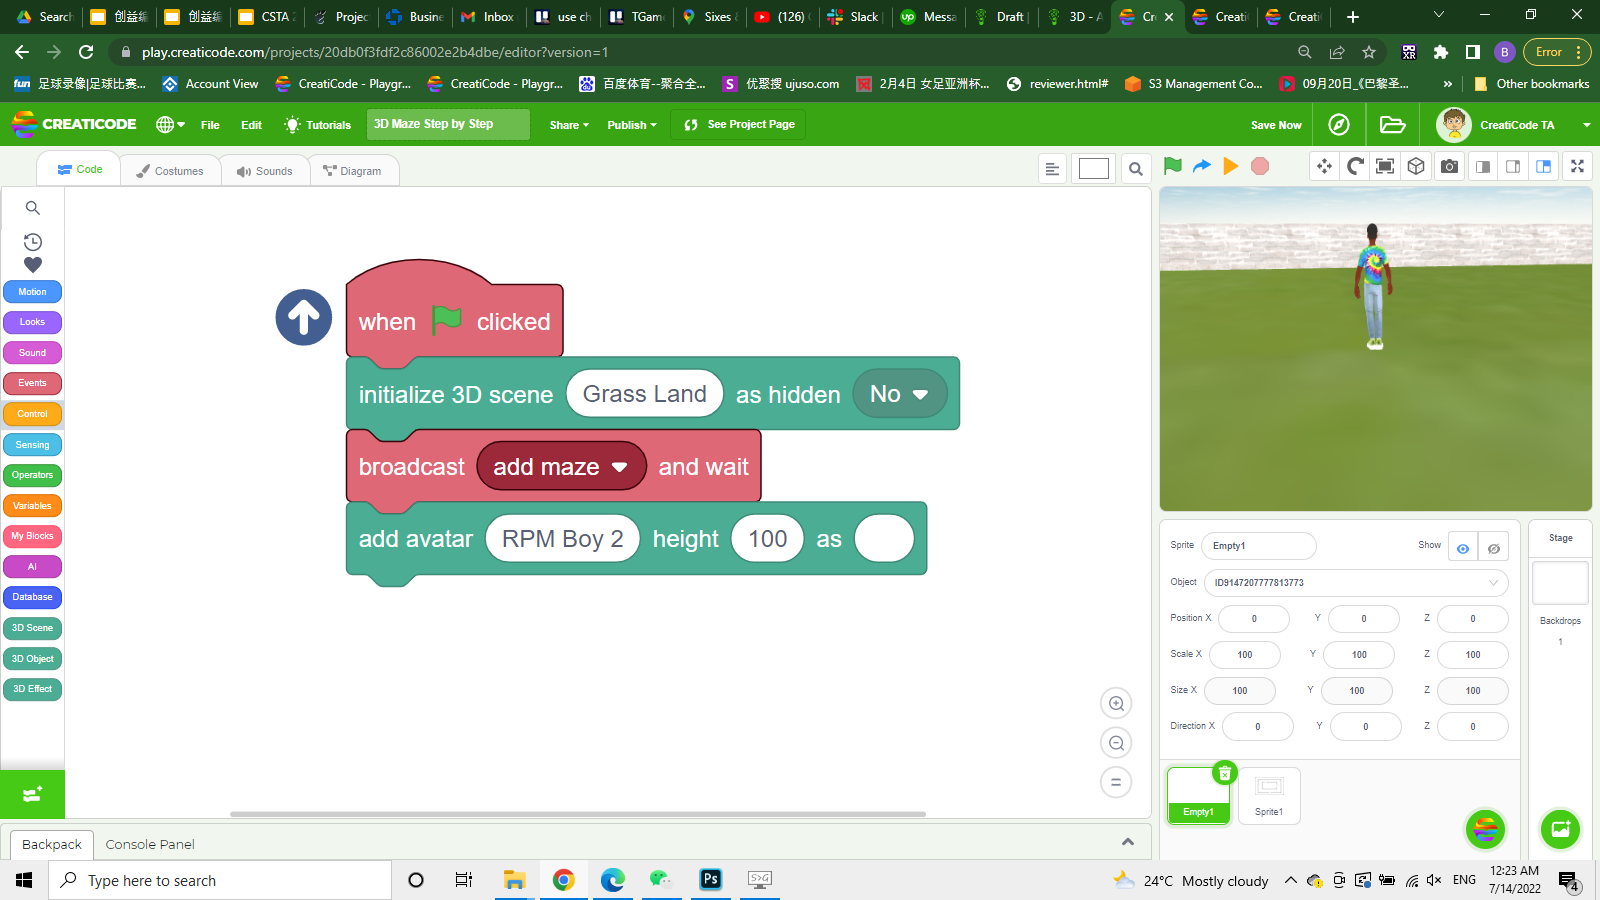 Search
创益编
创益编
CSTA 2
Project
Busine
Inbox
use ch
TGame
Sixes &
(126) (
Slack |
Messa
Draft |
3D - A
Cr
Creati
Creati
play.creaticode.com/projects/20db0f3fdf2c86002e2b4dbe/editor?version=1
B
Error
fun 足球录像|足球比赛...
Account View
CreatiCode - Playgr...
CreatiCode - Playgr...
百度体育--聚合全...
S 优聚搜 ujuso.com
2月4日 女足亚洲杯...
reviewer.html#
S3 Management Co...
09月20日_《巴黎圣...
»
Other bookmarks
CREATICODE
File
Edit
Tutorials
3D Maze Step by Step
Share
Publish
See Project Page
Save Now
CreatiCode TA
Code
Costumes
Sounds
Diagram
Motion
Looks
Sound
Events
Control
Sensing
Operators
Variables
My Blocks
AI
Database
3D Scene
3D Object
3D Effect
when clicked
initialize 3D scene Grass Land as hidden No
broadcast add maze and wait
add avatar RPM Boy 2 height 100 as
Sprite Empty1 Show
Object ID9147207777813773
Position X 0 Y 0 Z 0
Scale X 100 Y 100 Z 100
Size X 100 Y 100 Z 100
Direction X 0 Y 0 Z 0
Empty1
Sprite1
Stage
Backdrops
1
Backpack
Console Panel
Type here to search
Ps
S>G
24°C Mostly cloudy
ENG
12:23 AM
7/14/2022
4